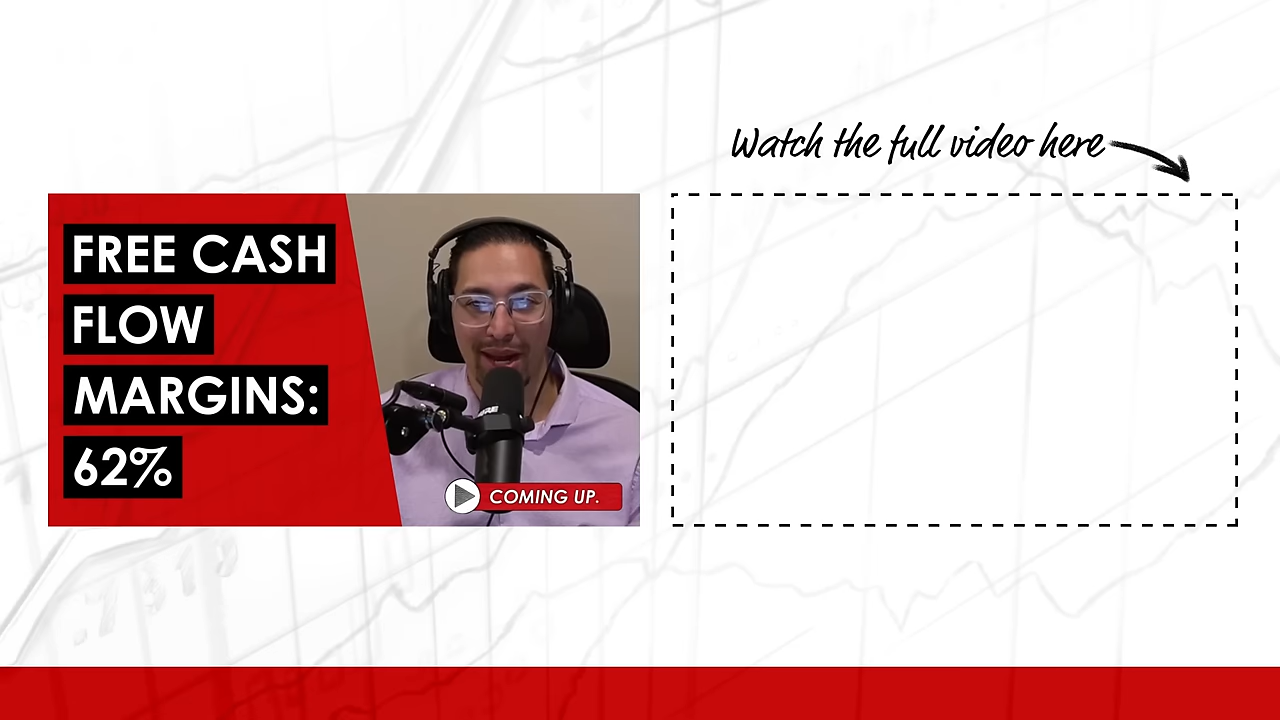 Watch the full video here
FREE CASH
FLOW
MARGINS:
62%
COMING UP.